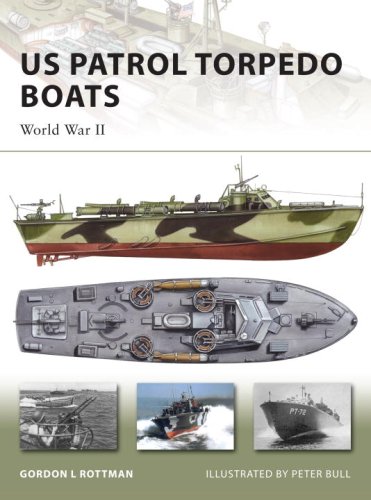 US PATROL TORPEDO
BOATS
World War II
PT-72
GORDON L ROTTMAN
ILLUSTRATED BY PETER BULL